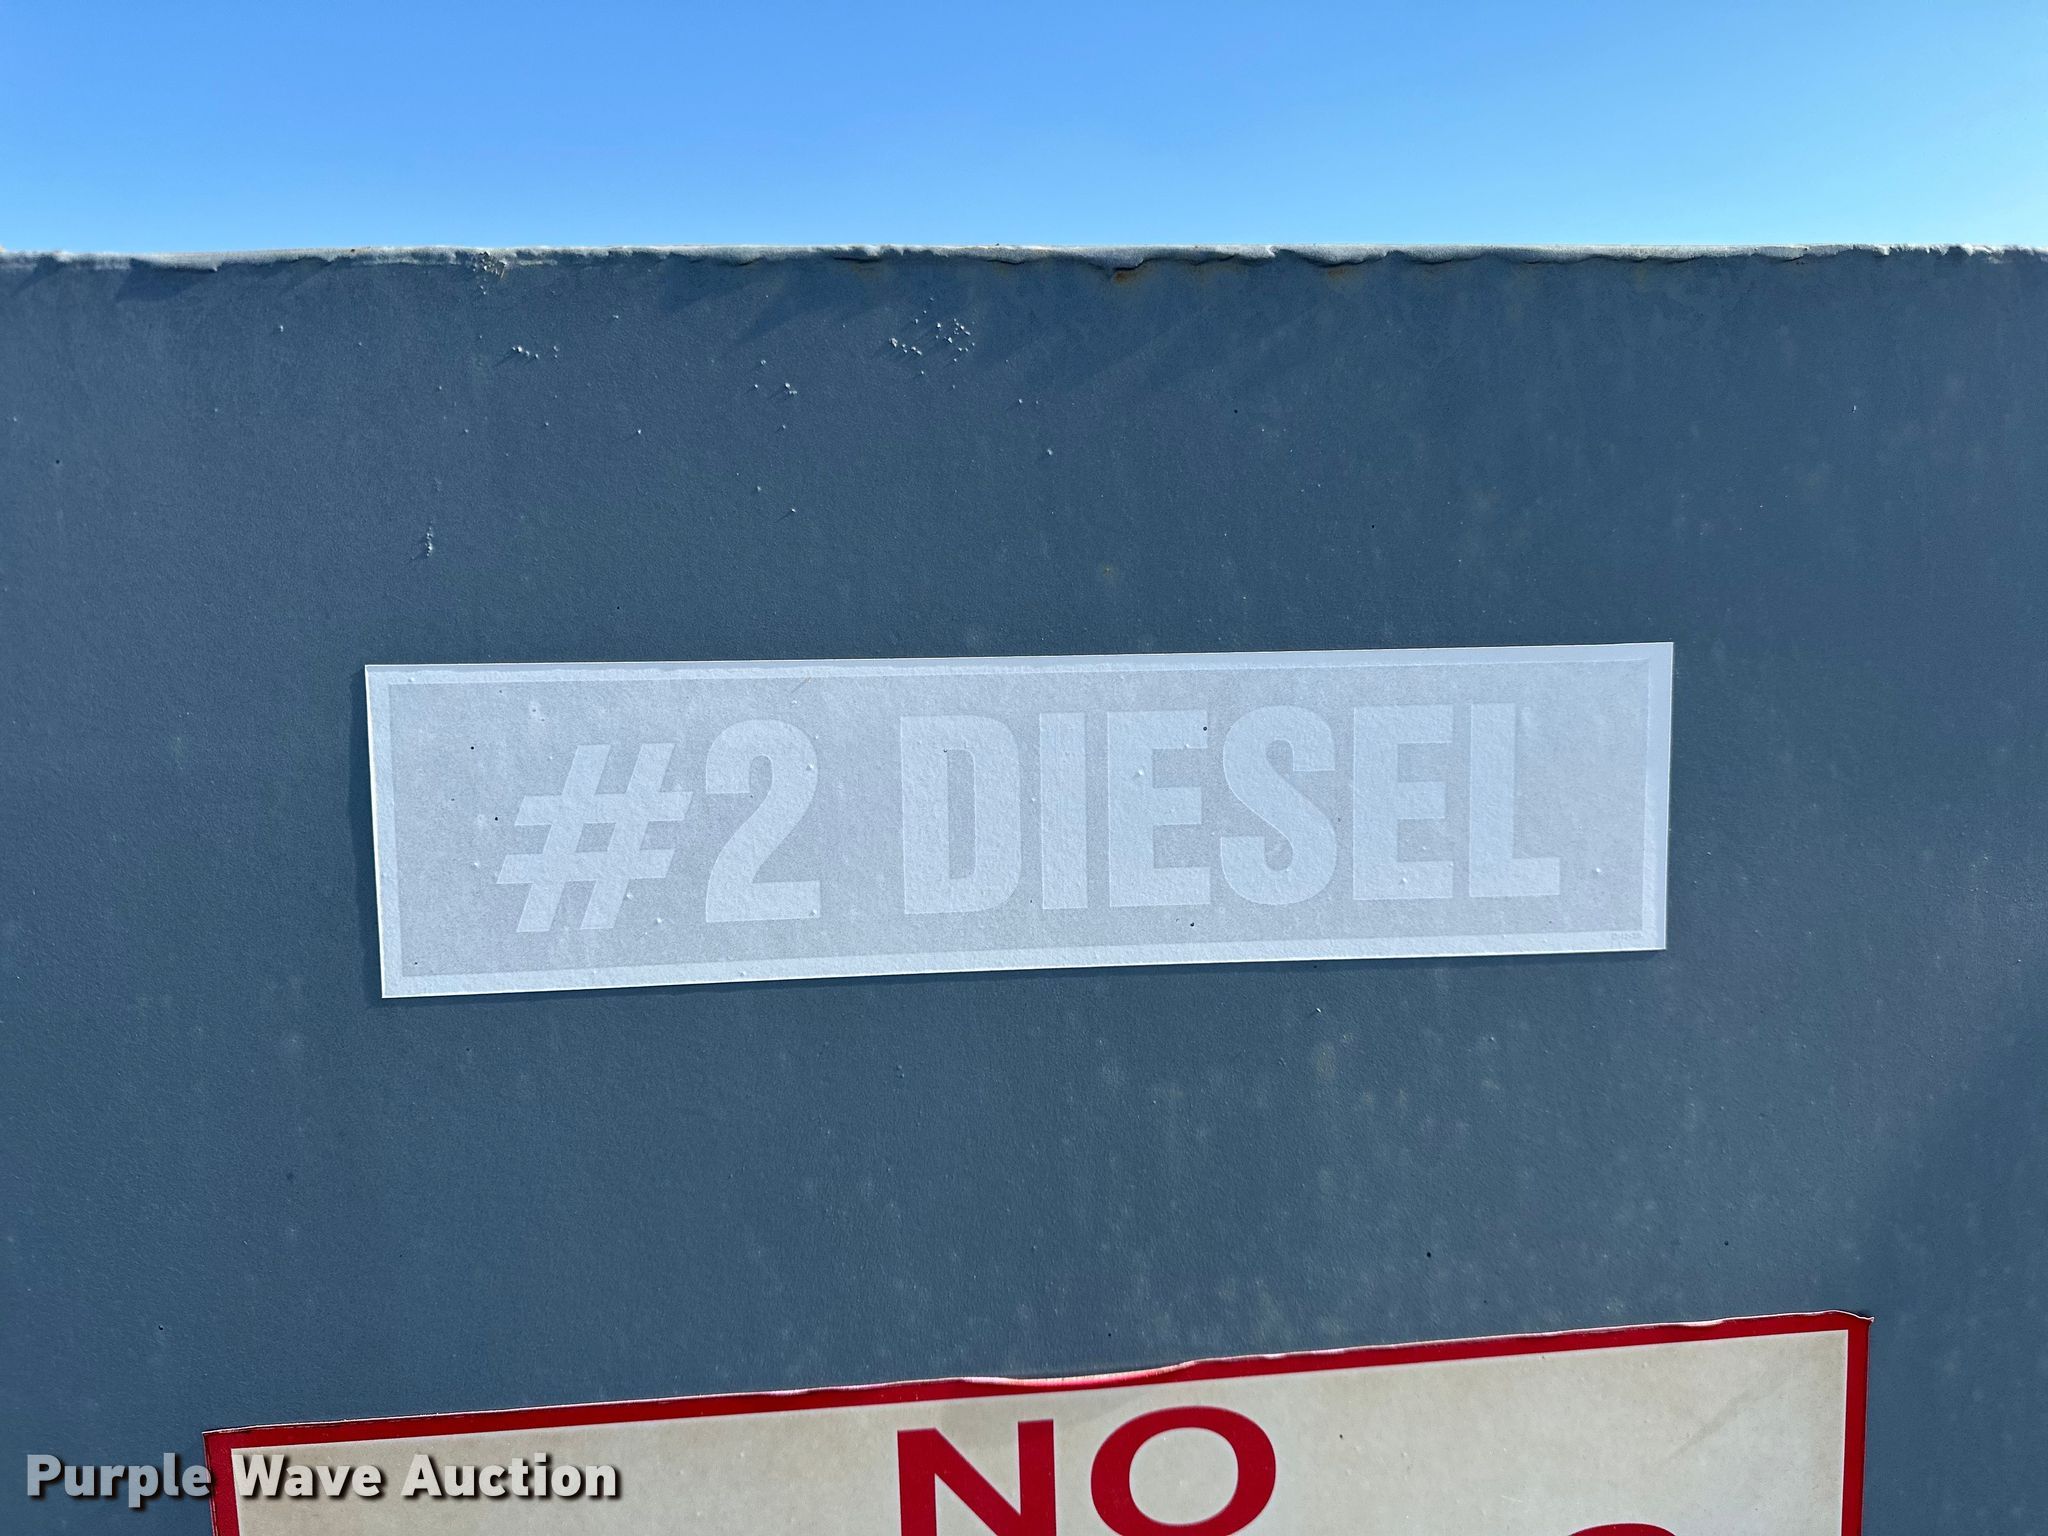 #2 DIESEL
NO
Purple Wave Auction